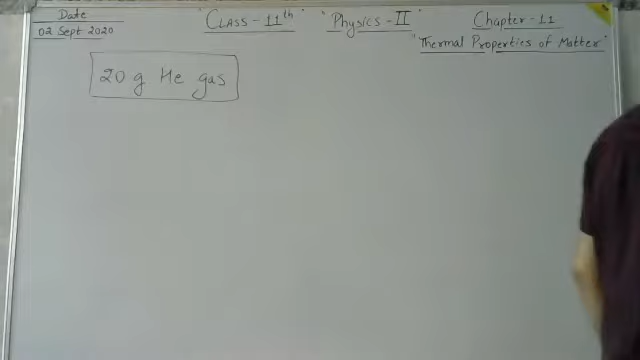 Date
02 Sept 2020
"CLASS-11th" "Physics-II"
Chapter-11
"Thermal Properties of Matter"
20 g He gas